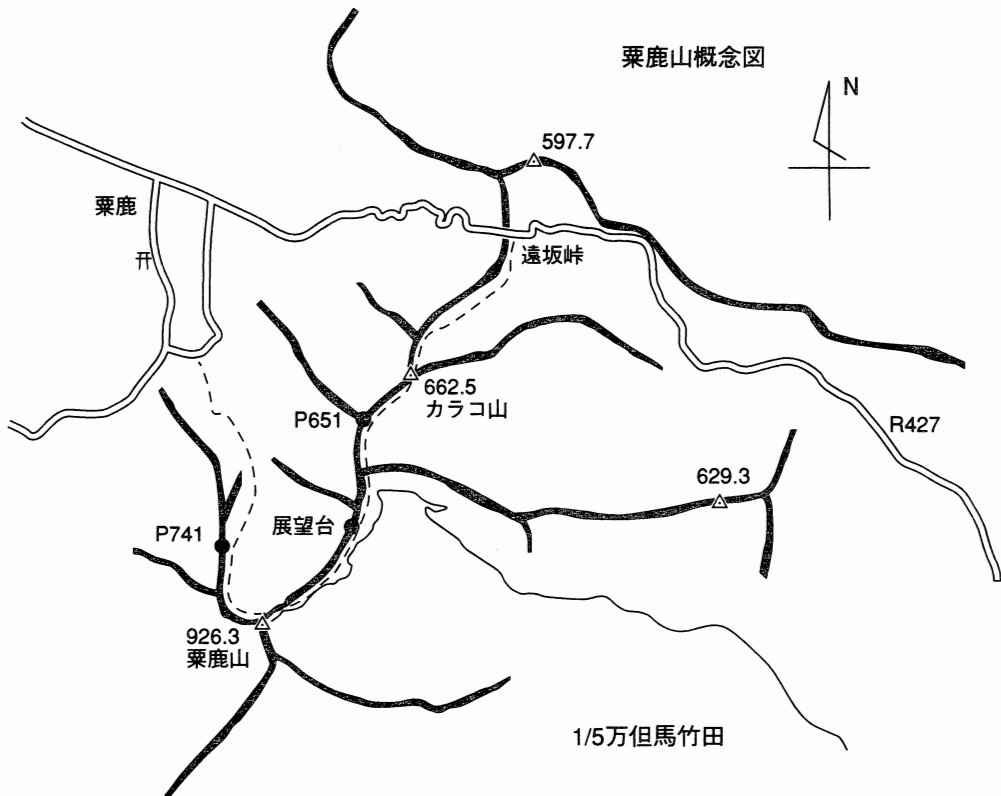 粟鹿山概念図
N
597.7
粟鹿
遠坂峠
662.5
カラコ山
P651
R427
629.3
展望台
P741
926.3
粟鹿山
1/5万但馬竹田